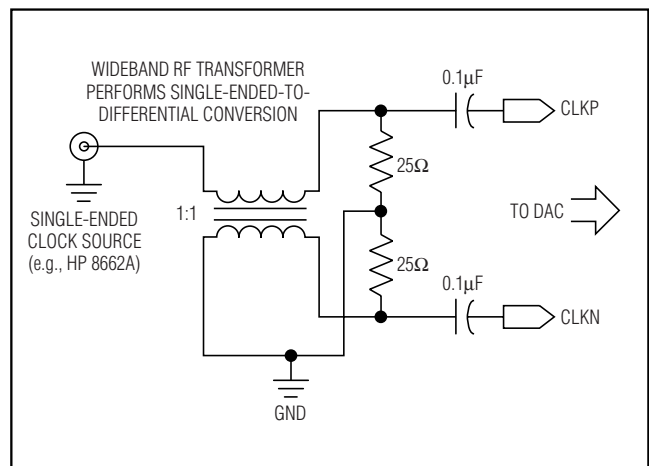 WIDEBAND RF TRANSFORMER
PERFORMS SINGLE-ENDED-TO-
DIFFERENTIAL CONVERSION
0.1μF
CLKP
25Ω
1:1
TO DAC
SINGLE-ENDED
CLOCK SOURCE
(e.g., HP 8662A)
25Ω
0.1μF
CLKN
GND